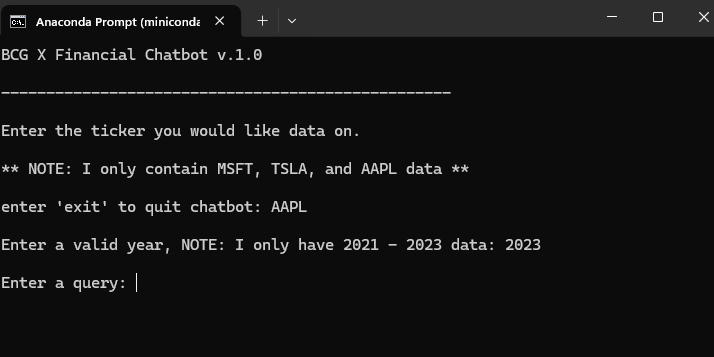 Anaconda Prompt (minicond
BCG X Financial Chatbot v.1.0
--------------------------------------------------
Enter the ticker you would like data on.
** NOTE: I only contain MSFT, TSLA, and AAPL data **
enter 'exit' to quit chatbot: AAPL
Enter a valid year, NOTE: I only have 2021 - 2023 data: 2023
Enter a query: